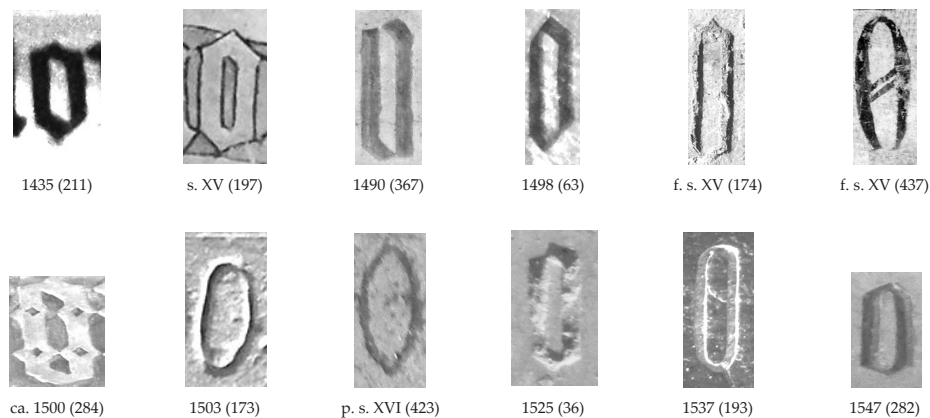 1435 (211) s. XV (197) 1490 (367) 1498 (63) f. s. XV (174) f. s. XV (437)
ca. 1500 (284) 1503 (173) p. s. XVI (423) 1525 (36) 1537 (193) 1547 (282)